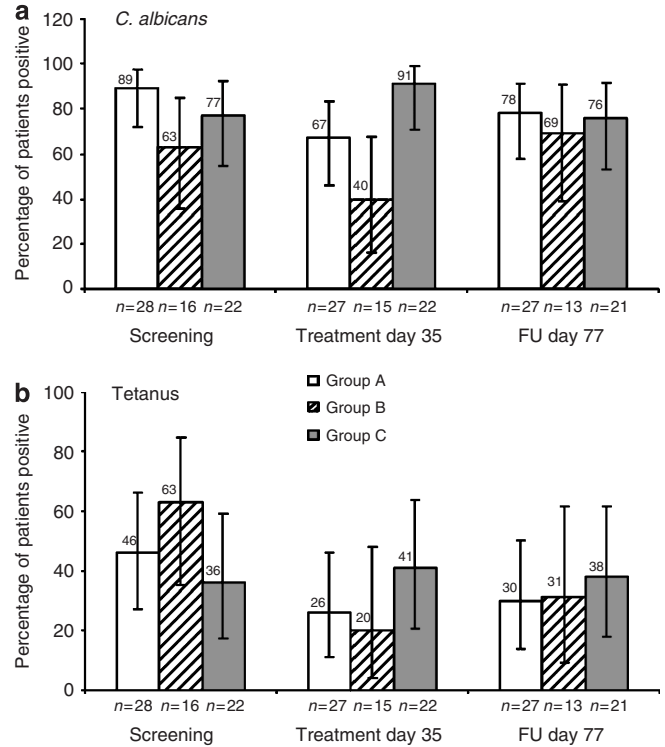 a
C. albicans
Percentage of patients positive
120
100
80
60
40
20
0
89
63
77
67
40
91
78
69
76
n=28 n=16 n=22
n=27 n=15 n=22
n=27 n=13 n=21
Screening
Treatment day 35
FU day 77
b
Tetanus
Group A
Group B
Group C
Percentage of patients positive
100
80
60
40
20
0
46
63
36
26
20
41
30
31
38
n=28 n=16 n=22
n=27 n=15 n=22
n=27 n=13 n=21
Screening
Treatment day 35
FU day 77